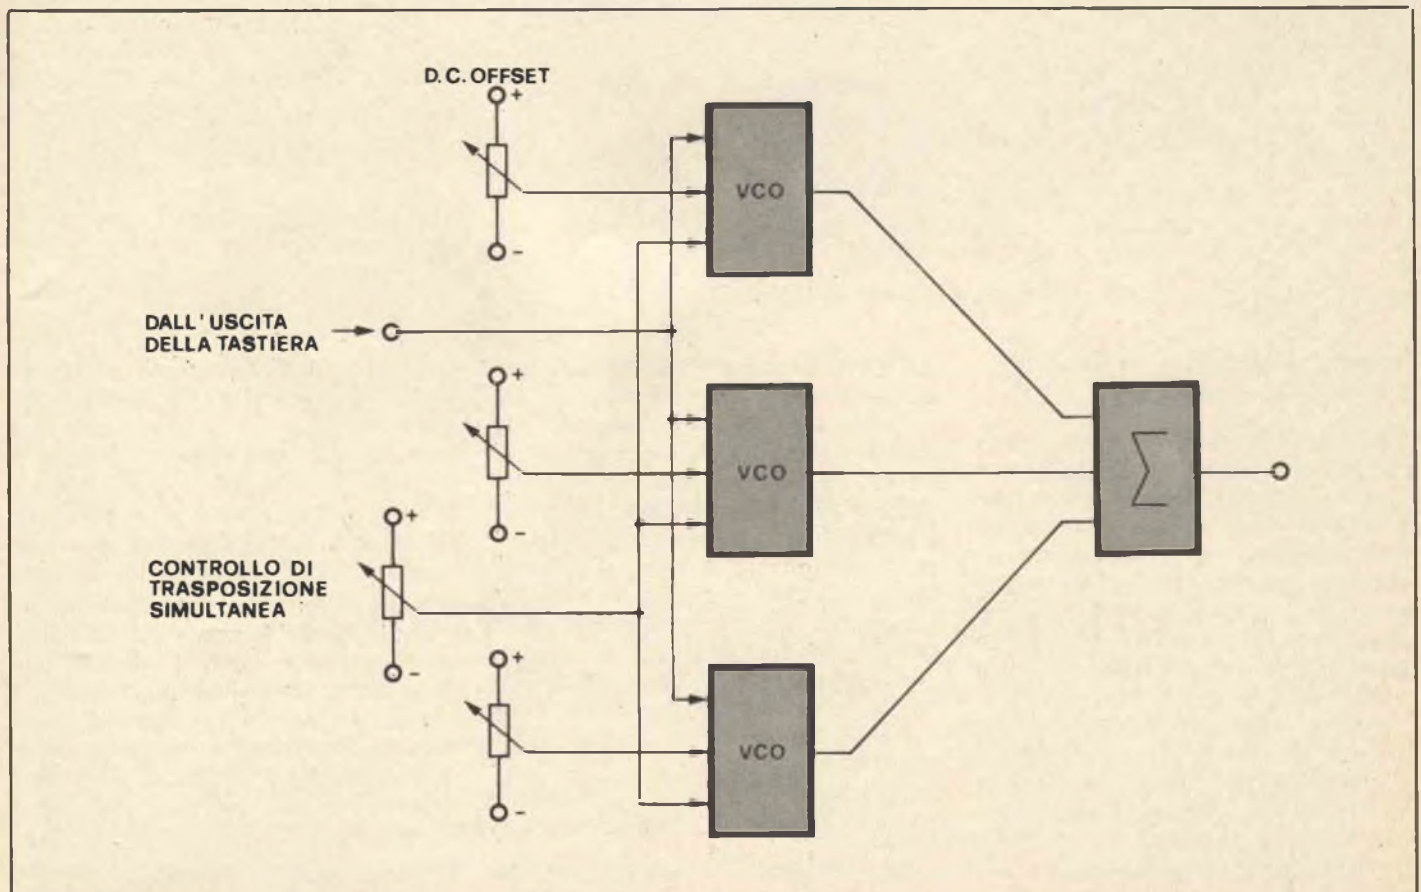 D.C. OFFSET
+
-
VCO
DALL'USCITA
DELLA TASTIERA
+
-
VCO
Σ
CONTROLLO DI
TRASPOSIZIONE
SIMULTANEA
+
-
+
-
VCO